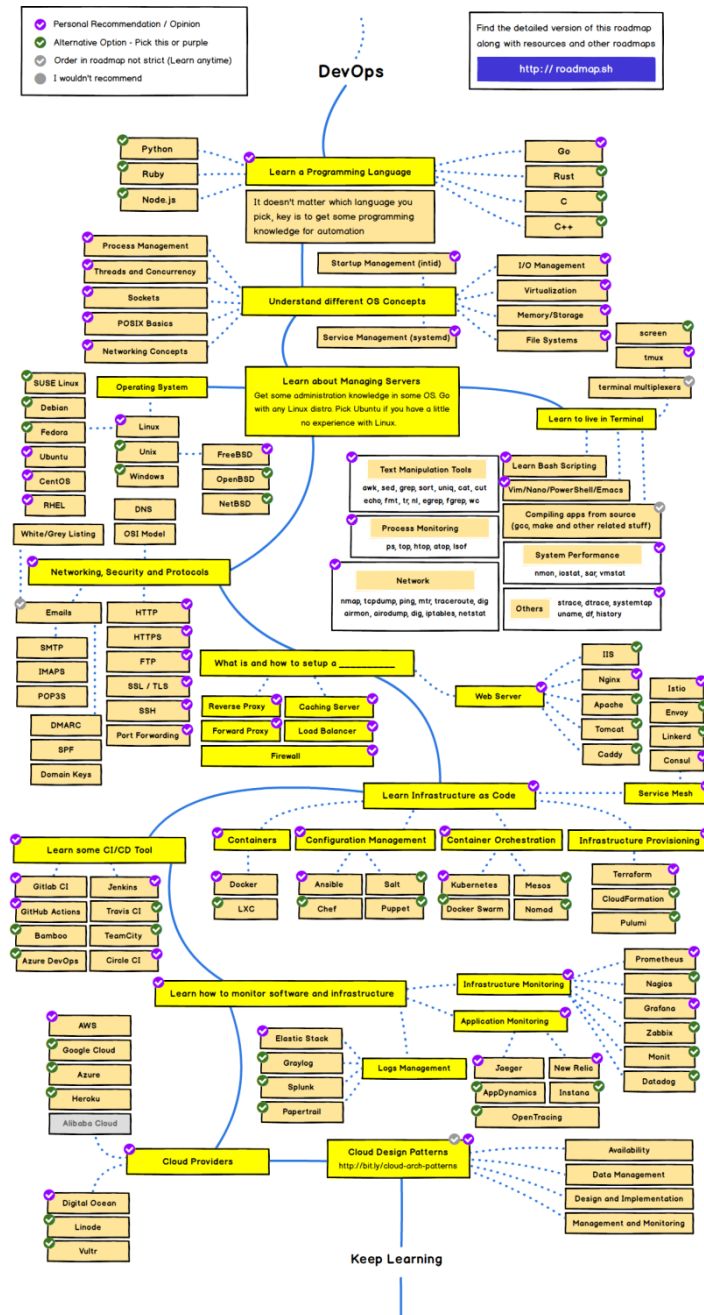 Personal Recommendation / Opinion
Alternative Option - Pick this or purple
Order in roadmap not strict (Learn anytime)
I wouldn't recommend
Find the detailed version of this roadmap
along with resources and other roadmaps
http:// roadmap.sh
DevOps
Python
Ruby
Node.js
Learn a Programming Language
It doesn't matter which language you
pick, key is to get some programming
knowledge for automation
Go
Rust
C
C++
Process Management
Threads and Concurrency
Sockets
POSIX Basics
Networking Concepts
Startup Management (intid)
Understand different OS Concepts
Service Management (systemd)
I/O Management
Virtualization
Memory/Storage
File Systems
screen
tmux
terminal multiplexers
Learn about Managing Servers
Get some administration knowledge in some OS. Go
with any Linux distro. Pick Ubuntu if you have a little
no experience with Linux.
Operating System
SUSE Linux
Debian
Fedora
Ubuntu
CentOS
RHEL
Linux
Unix
Windows
FreeBSD
OpenBSD
NetBSD
Learn to live in Terminal
Text Manipulation Tools
awk, sed, grep, sort, uniq, cat, cut
echo, fmt, tr, nl, egrep, fgrep, wc
Process Monitoring
ps, top, htop, atop, lsof
Network
nmap, tcpdump, ping, mtr, traceroute, dig
airmon, airodump, dig, iptables, netstat
Learn Bash Scripting
Vim/Nano/PowerShell/Emacs
Compiling apps from source
(gcc, make and other related stuff)
System Performance
nmon, iostat, sar, vmstat
Others
strace, dtrace, systemtap
uname, df, history
DNS
OSI Model
White/Grey Listing
Networking, Security and Protocols
Emails
SMTP
IMAPS
POP3S
DMARC
SPF
Domain Keys
HTTP
HTTPS
FTP
SSL / TLS
SSH
Port Forwarding
What is and how to setup a ___________
Reverse Proxy
Caching Server
Forward Proxy
Load Balancer
Firewall
Web Server
IIS
Nginx
Apache
Tomcat
Caddy
Istio
Envoy
Linkerd
Consul
Service Mesh
Learn Infrastructure as Code
Containers
Docker
LXC
Configuration Management
Ansible
Salt
Chef
Puppet
Container Orchestration
Kubernetes
Mesos
Docker Swarm
Nomad
Infrastructure Provisioning
Terraform
CloudFormation
Pulumi
Learn some CI/CD Tool
Gitlab CI
Jenkins
GitHub Actions
Travis CI
Bamboo
TeamCity
Azure DevOps
Circle CI
Learn how to monitor software and infrastructure
Infrastructure Monitoring
Prometheus
Nagios
Grafana
Zabbix
Monit
Datadog
Application Monitoring
Jaeger
New Relic
AppDynamics
Instana
OpenTracing
Logs Management
Elastic Stack
Graylog
Splunk
Papertrail
AWS
Google Cloud
Azure
Heroku
Alibaba Cloud
Cloud Providers
Digital Ocean
Linode
Vultr
Cloud Design Patterns
http://bit.ly/cloud-arch-patterns
Availability
Data Management
Design and Implementation
Management and Monitoring
Keep Learning